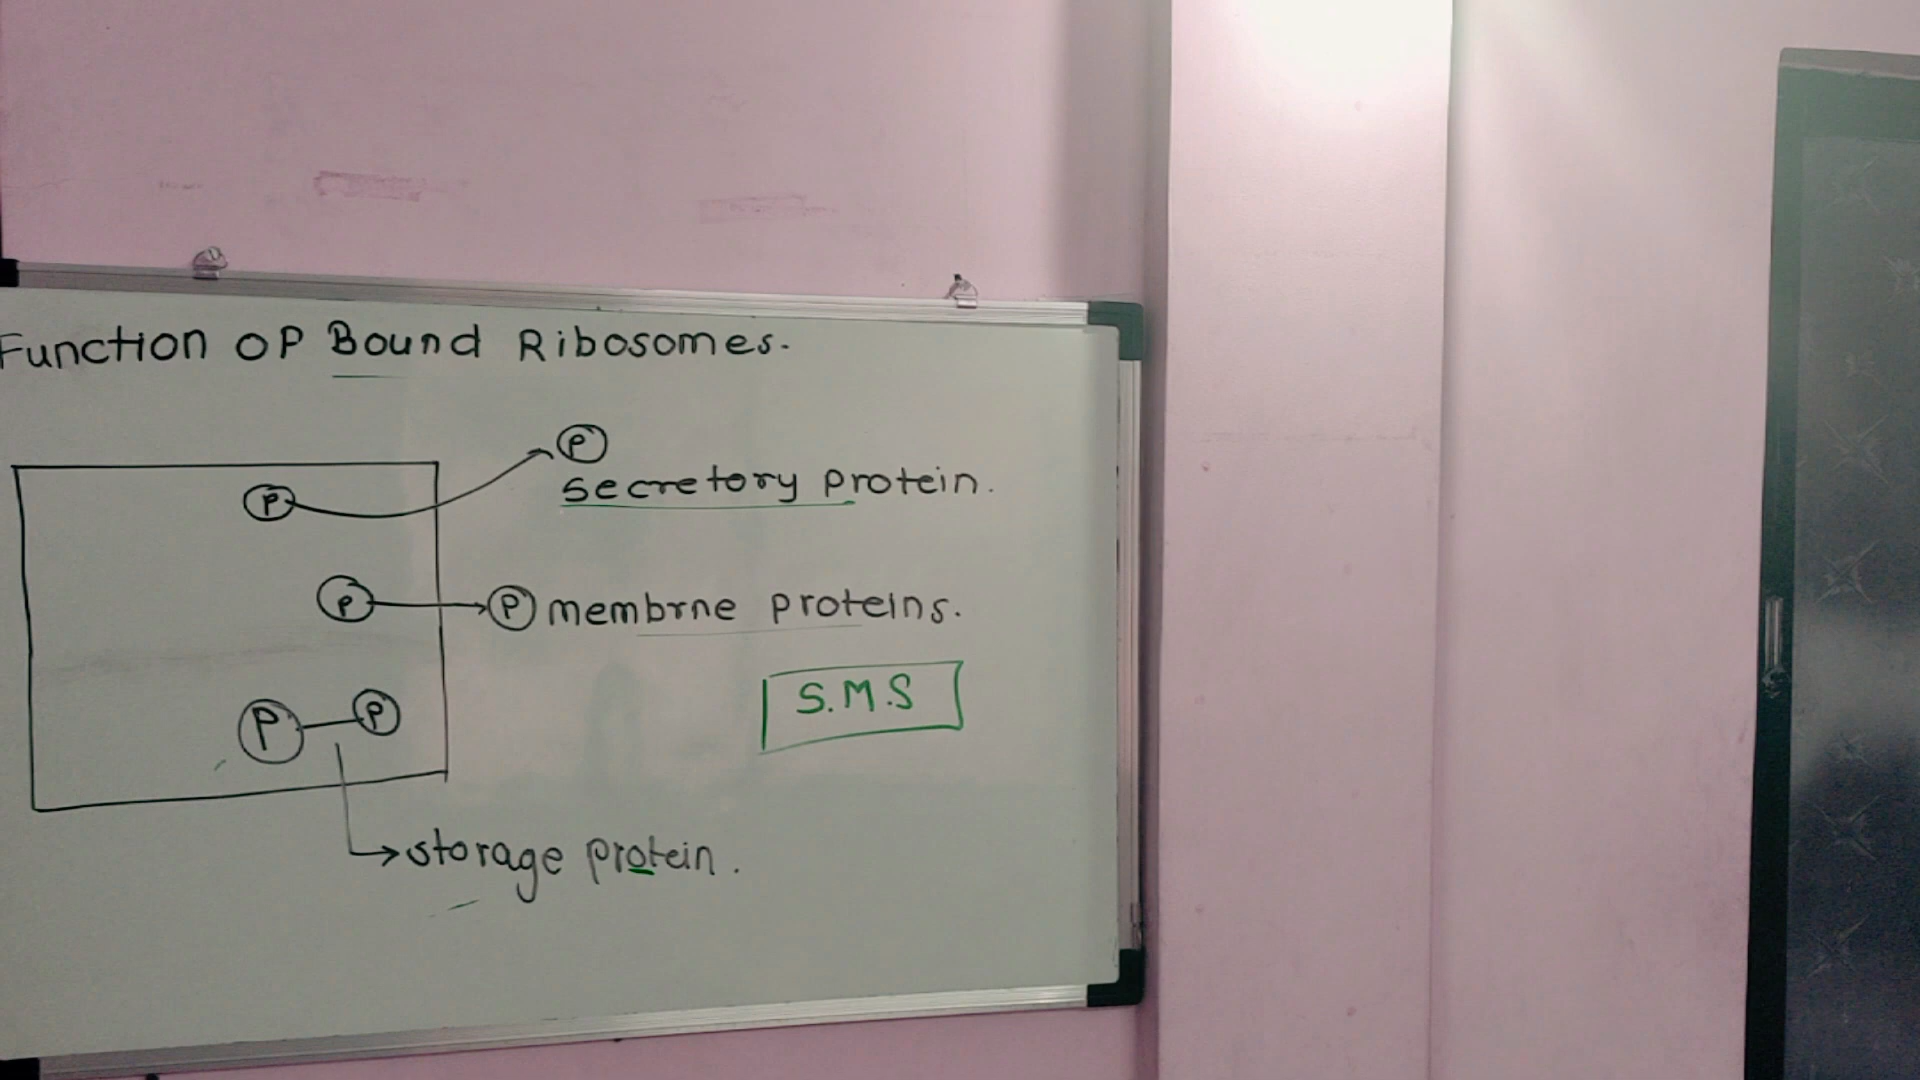 Function OP Bound Ribosomes.
P
P
secretory protein.
P
P membrne proteins.
S.M.S
P
P
storage protein.